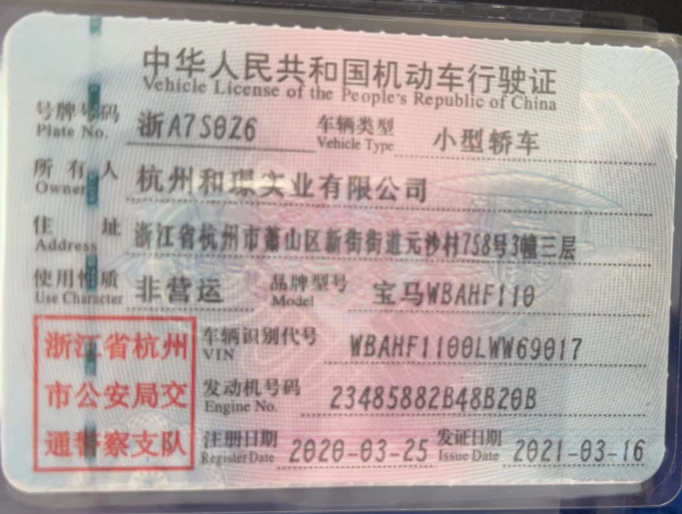 中华人民共和国机动车行驶证
Vehicle License of the People's Republic of China
号牌号码 浙A7S0Z6 车辆类型 小型轿车
Plate No. Vehicle Type
所有人 杭州和璟实业有限公司
Owner
住址 浙江省杭州市萧山区新街街道元沙村758号3幢三层
Address
使用性质 非营运 品牌型号 宝马WBAHF110
Use Character Model
浙江省杭州 车辆识别代号 WBAHF1100LWW69017
VIN
市公安局交 发动机号码 23485882B48B20B
Engine No.
通警察支队 注册日期 2020-03-25 发证日期 2021-03-16
Register Date Issue Date